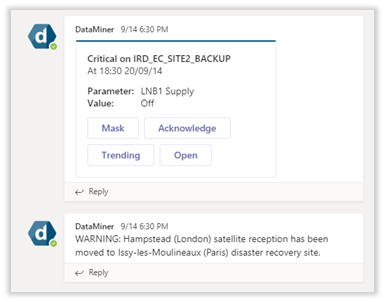 d
DataMiner 9/14 6:30 PM
Critical on IRD_EC_SITE2_BACKUP
At 18:30 20/09/14
Parameter: LNB1 Supply
Value: Off
Mask Acknowledge
Trending Open
Reply
d
DataMiner 9/14 6:30 PM
WARNING: Hampstead (London) satellite reception has been
moved to Issy-les-Moulineaux (Paris) disaster recovery site.
Reply